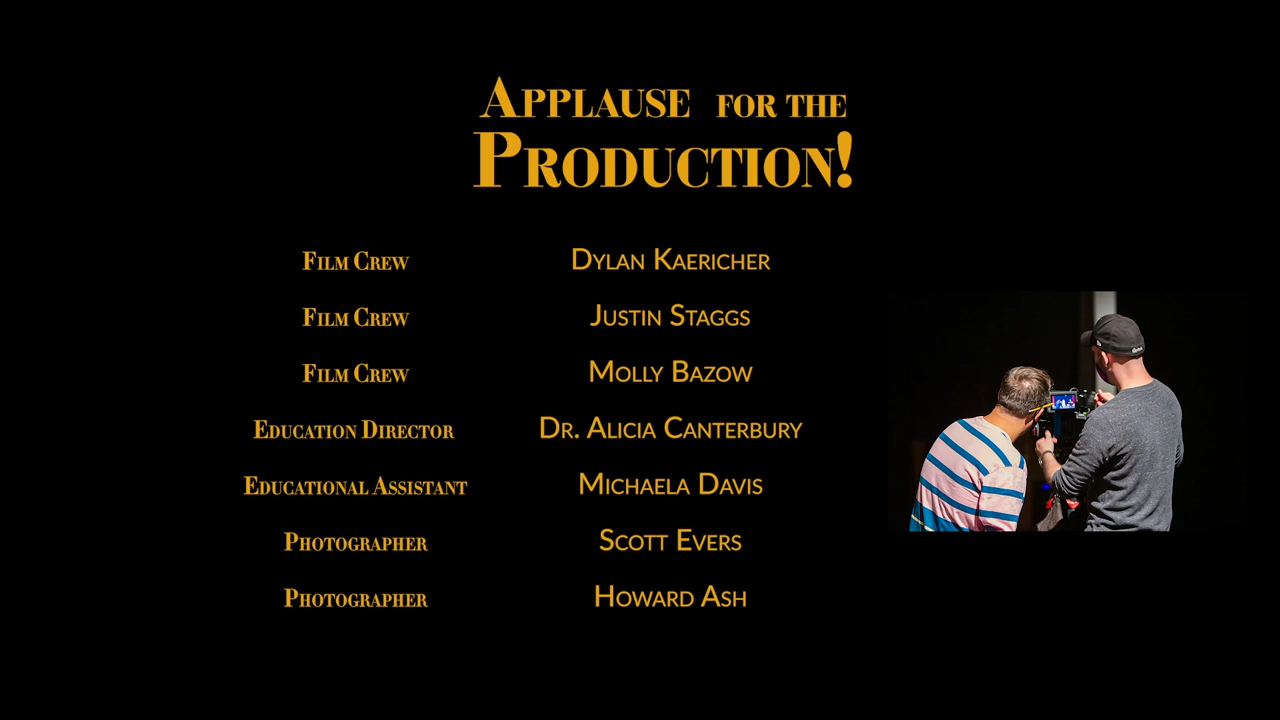 Applause for the
Production!
Film Crew Dylan Kaericher
Film Crew Justin Staggs
Film Crew Molly Bazow
Education Director Dr. Alicia Canterbury
Educational Assistant Michaela Davis
Photographer Scott Evers
Photographer Howard Ash